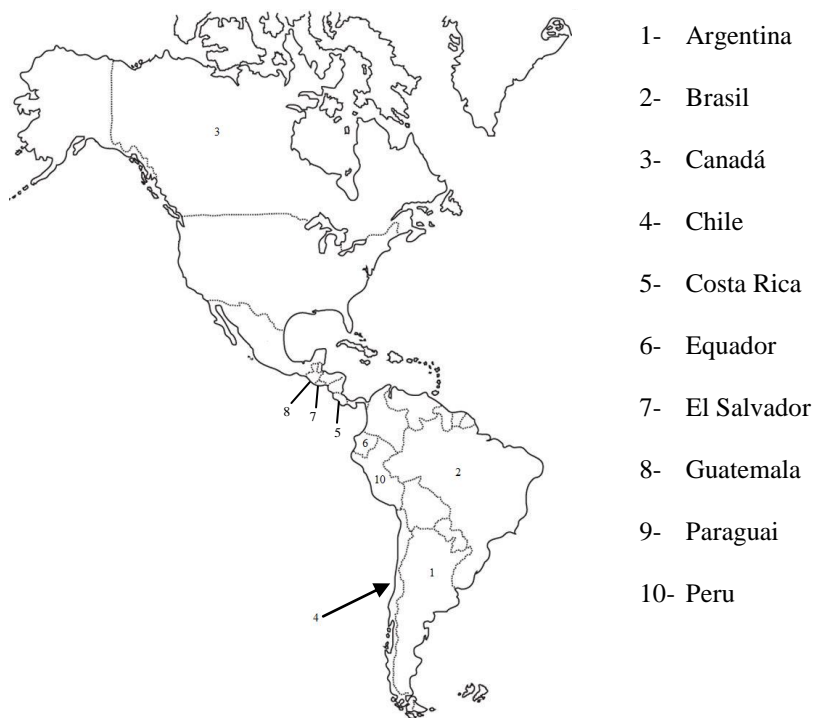 1- Argentina
2- Brasil
3- Canadá
4- Chile
5- Costa Rica
6- Equador
7- El Salvador
8- Guatemala
9- Paraguai
10- Peru
3
8
7
5
6
10
2
1
4